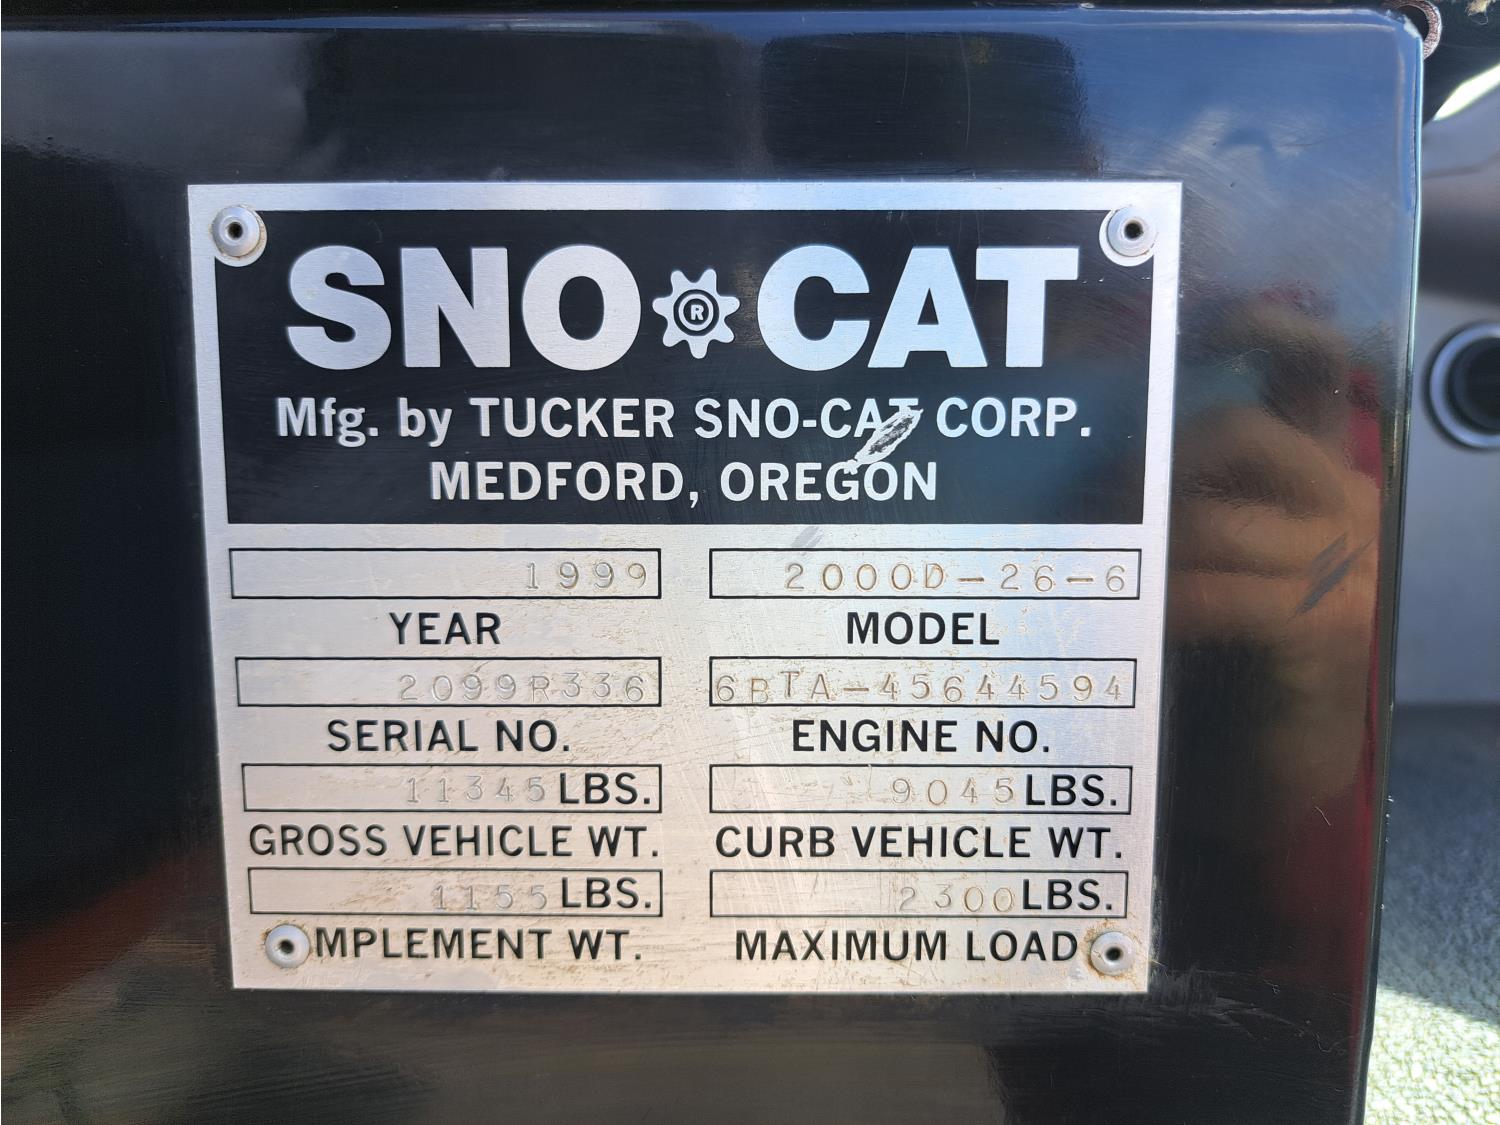 SNO®CAT
Mfg. by TUCKER SNO-CAT CORP.
MEDFORD, OREGON
1999 2000D-26-6
YEAR MODEL
2099R336 6BTA-45644594
SERIAL NO. ENGINE NO.
11345 LBS. 9045 LBS.
GROSS VEHICLE WT. CURB VEHICLE WT.
1155 LBS. 2300 LBS.
MPLEMENT WT. MAXIMUM LOAD